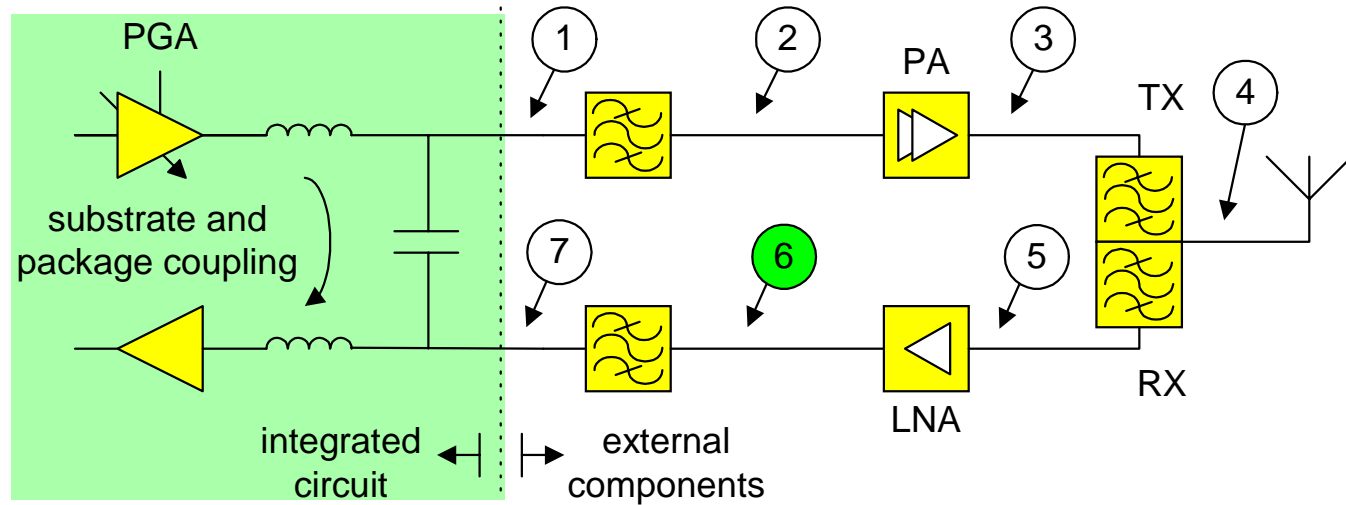 PGA
1
2
PA
3
TX
4
substrate and
package coupling
7
6
5
LNA
RX
integrated
circuit
external
components